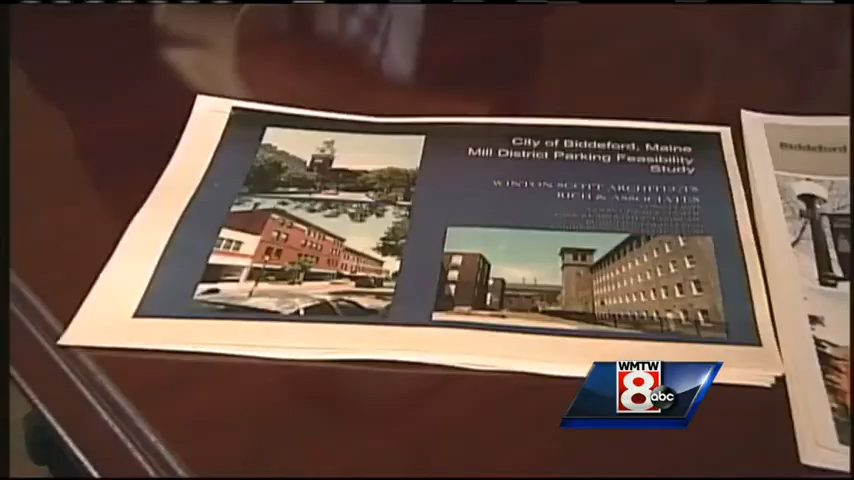 City of Biddeford, Maine
Mill District Parking Feasibility
Study
WINTON SCOTT ARCHITECTS
RICH & ASSOCIATES
Biddeford
WMTW
8
abc